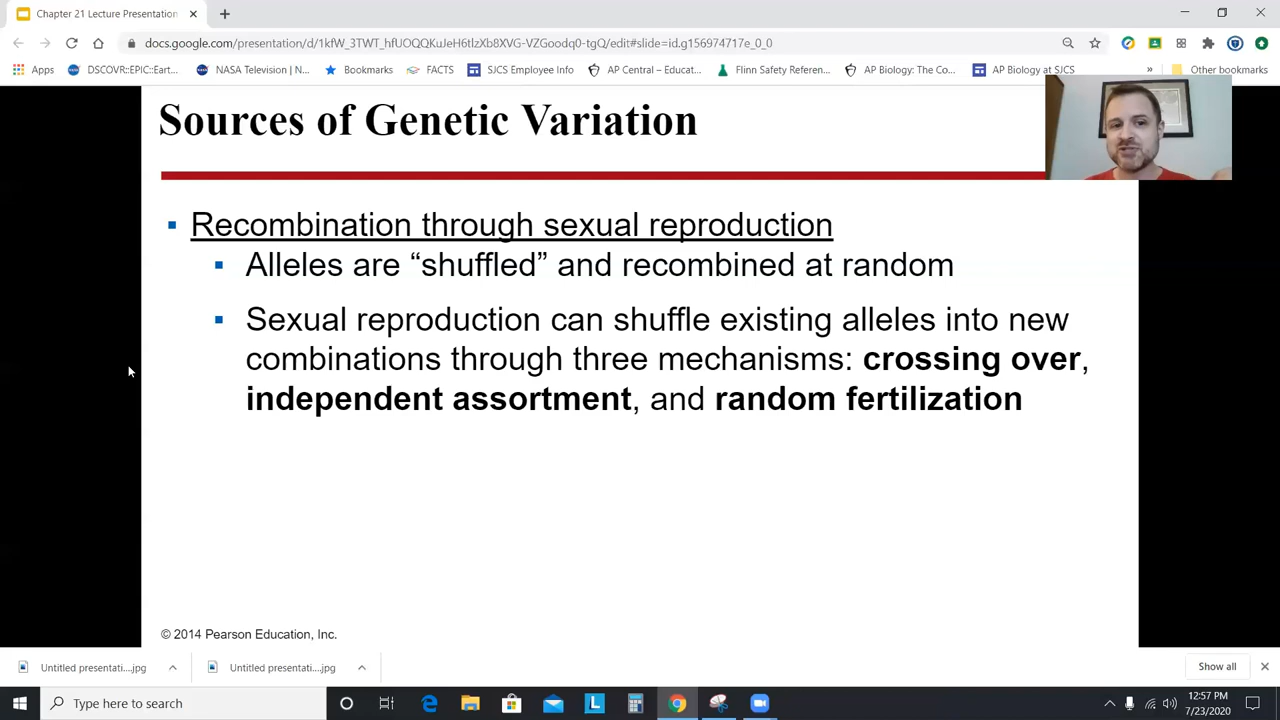 Chapter 21 Lecture Presentation
docs.google.com/presentation/d/1kfW_3TWT_hfUOQOXuJeH6tlzXb8XVG-VZGoodq0-tgQ/edit#slide=id.g156974717e_0_0
Apps DSCOVR::EPIC::Eart... NASA Television | N... Bookmarks FACTS SJCS Employee Info AP Central – Educat... Flinn Safety Referen... AP Biology: The Co... AP Biology at SJCS » Other bookmarks
Sources of Genetic Variation
Recombination through sexual reproduction
Alleles are “shuffled” and recombined at random
Sexual reproduction can shuffle existing alleles into new
combinations through three mechanisms: crossing over,
independent assortment, and random fertilization
© 2014 Pearson Education, Inc.
Untitled presentati....jpg Untitled presentati....jpg Show all
Type here to search
12:57 PM
7/23/2020